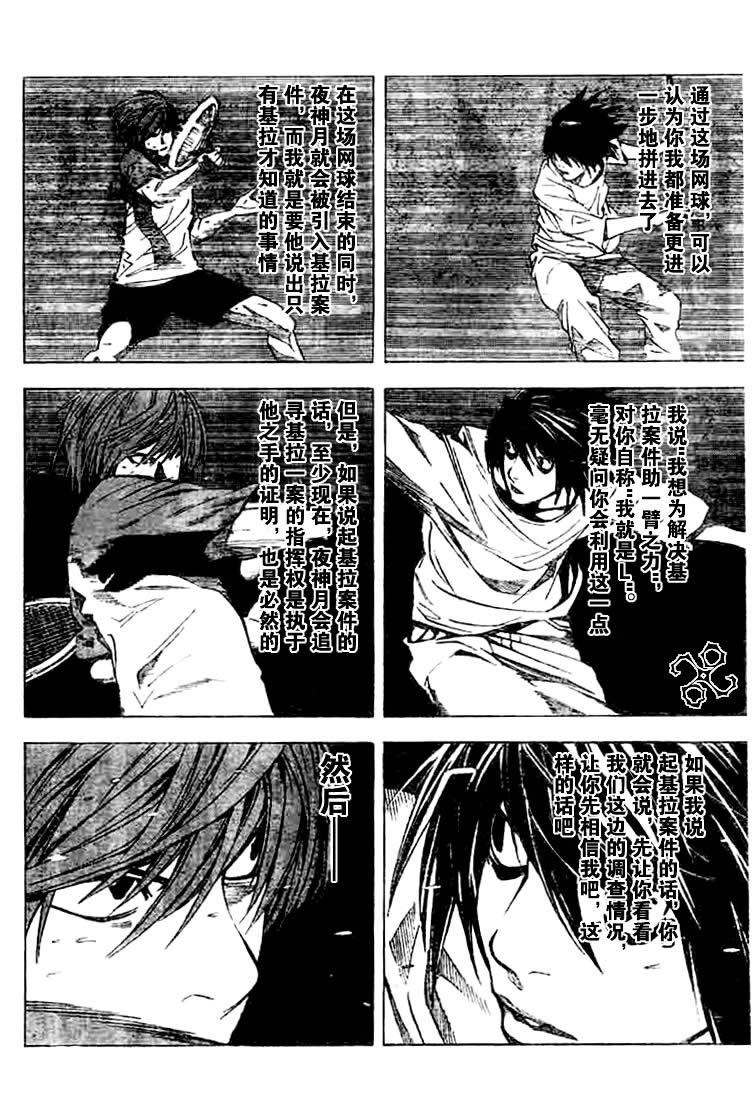 通过这场网球，可以
认为你我都准备更进
一步地拼进去了
在这场网球结束的同时，
夜神月就会被引入基拉案
件，而我就是要他说出只
有基拉才知道的事情
我说…我想为解决基
拉案件助一臂之力…，
对你自称…我就是L…。
毫无疑问你会利用这一点
但是，如果说起基拉案件的
话，至少现在，夜神月会追
寻基拉一案的指挥权是执于
他之手的证明，也是必然的
如果我说
起基拉案件的话，你
就会说，先让你看看
我们这边的调查情况，
让你先相信我吧，这
样的话吧
然后——